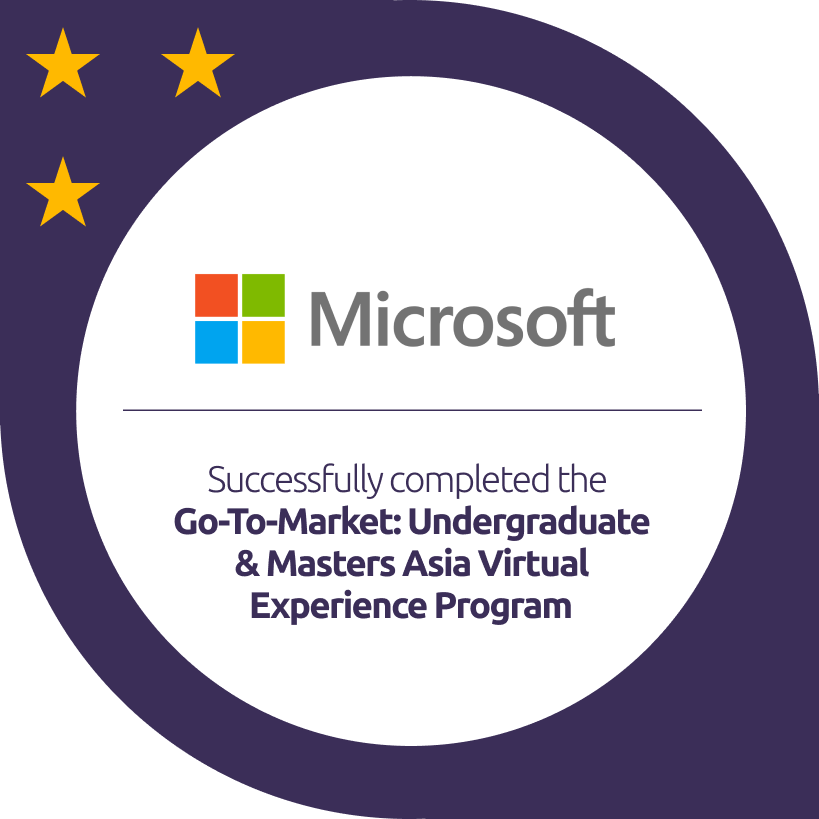 Microsoft
Successfully completed the
Go-To-Market: Undergraduate
& Masters Asia Virtual
Experience Program